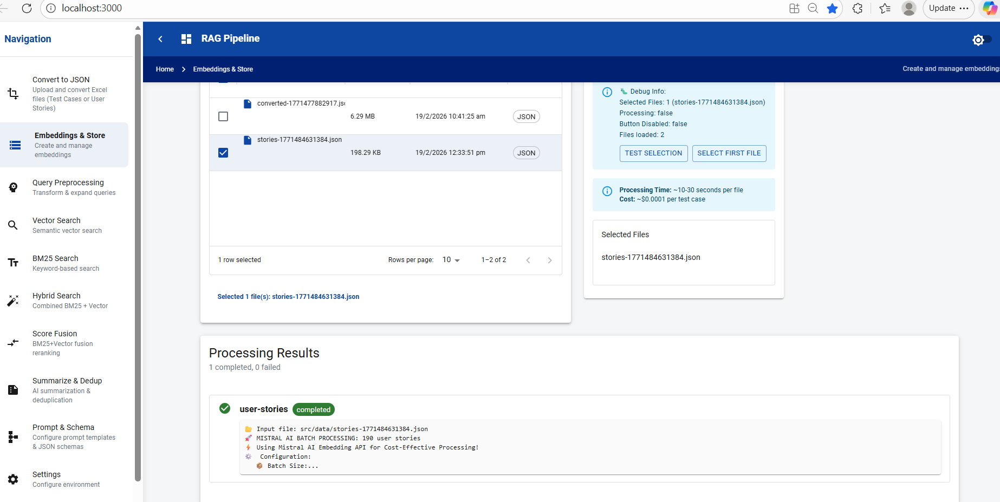 localhost:3000
Update
Navigation
Convert to JSON
Upload and convert Excel
files (Test Cases or User
Stories)
Embeddings & Store
Create and manage
embeddings
Query Preprocessing
Transform & expand queries
Vector Search
Semantic vector search
BM25 Search
Keyword-based search
Hybrid Search
Combined BM25 + Vector
Score Fusion
BM25+Vector fusion
reranking
Summarize & Dedup
AI summarization &
deduplication
Prompt & Schema
Configure prompt templates
& JSON schemas
Settings
Configure environment
RAG Pipeline
Home
Embeddings & Store
Create and manage embeddings
converted-1771477882917.jso
6.29 MB
19/2/2026 10:41:25 am
JSON
stories-1771484631384.json
198.29 KB
19/2/2026 12:33:51 pm
JSON
1 row selected
Rows per page: 10
1–2 of 2
Selected 1 file(s): stories-1771484631384.json
Debug Info:
Selected Files: 1 (stories-1771484631384.json)
Processing: false
Button Disabled: false
Files loaded: 2
TEST SELECTION
SELECT FIRST FILE
Processing Time: ~10-30 seconds per file
Cost: ~$0.0001 per test case
Selected Files
stories-1771484631384.json
Processing Results
1 completed, 0 failed
user-stories completed
Input file: src/data/stories-1771484631384.json
MISTRAL AI BATCH PROCESSING: 190 user stories
Using Mistral AI Embedding API for Cost-Effective Processing!
Configuration:
Batch Size:...